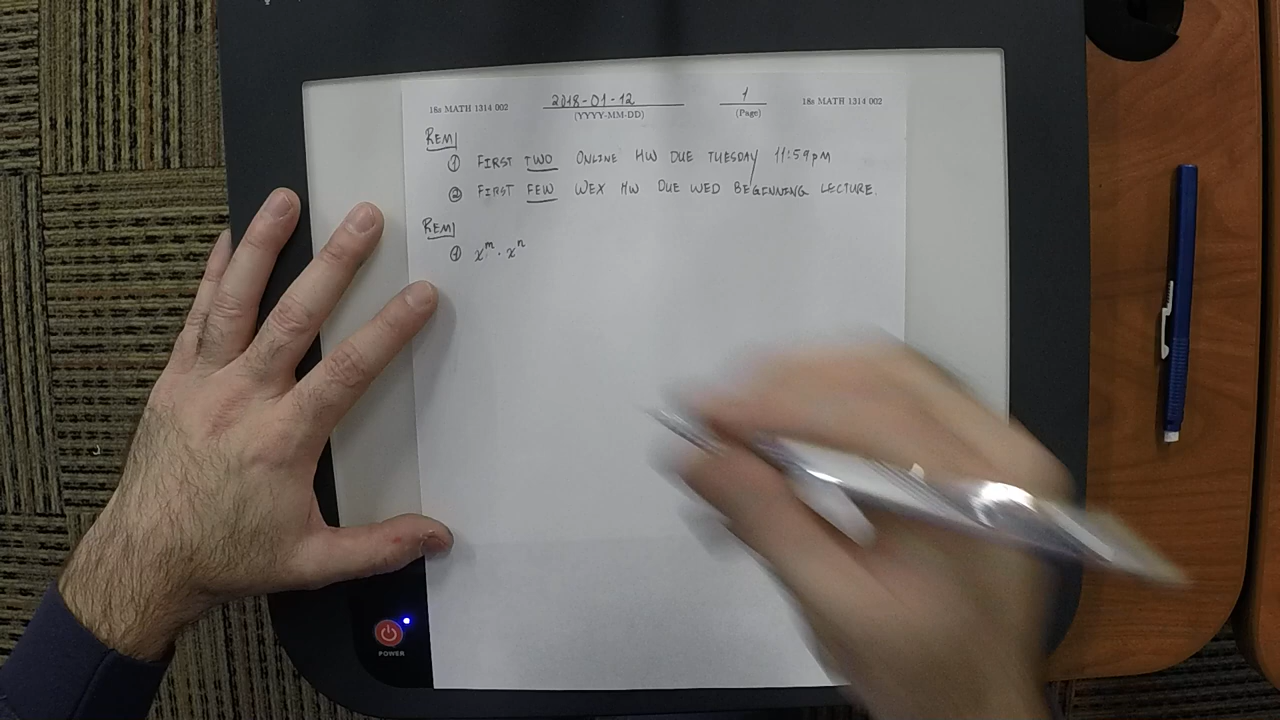 18s MATH 1314 002 2018-01-12 1 18s MATH 1314 002
(YYYY-MM-DD) (Page)
REM
① FIRST TWO ONLINE HW DUE TUESDAY 11:59pm
② FIRST FEW WEX HW DUE WED BEGINNING LECTURE.
REM
① x^m · x^n
POWER